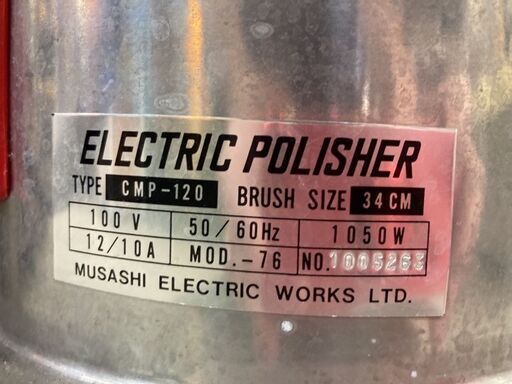 ELECTRIC POLISHER
TYPE CMP-120 BRUSH SIZE 34CM
100V 50/60Hz 1050W
12/10A MOD.-76 NO.1005263
MUSASHI ELECTRIC WORKS LTD.